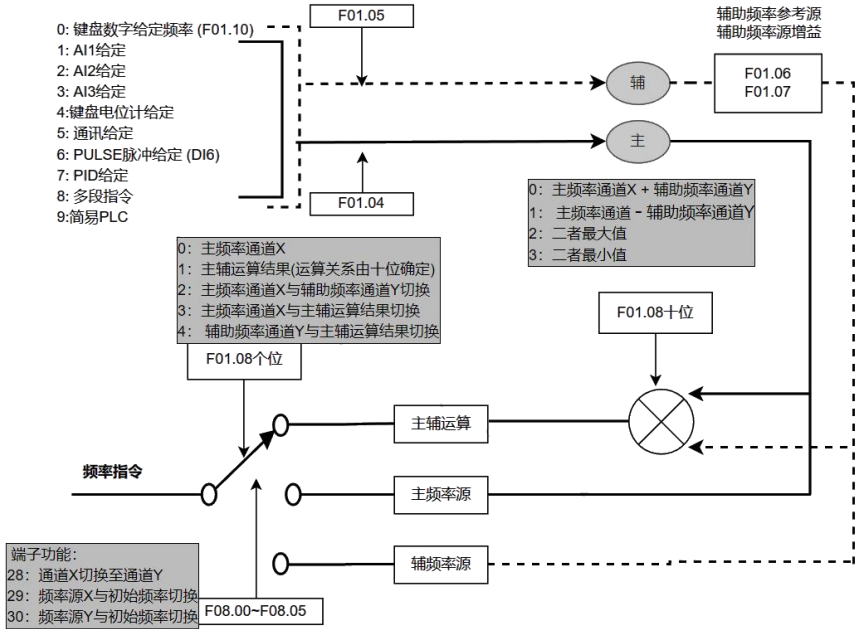 F01.05
辅助频率参考源
辅助频率源增益
0: 键盘数字给定频率 (F01.10)
1: AI1给定
2: AI2给定
3: AI3给定
4:键盘电位计给定
5: 通讯给定
6: PULSE脉冲给定 (DI6)
7: PID给定
8: 多段指令
9:简易PLC
辅
F01.06
F01.07
主
F01.04
0：主频率通道X + 辅助频率通道Y
1： 主频率通道 - 辅助频率通道Y
2：二者最大值
3：二者最小值
0：主频率通道X
1：主辅运算结果(运算关系由十位确定)
2：主频率通道X与辅助频率通道Y切换
3：主频率通道X与主辅运算结果切换
4： 辅助频率通道Y与主辅运算结果切换
F01.08十位
F01.08个位
主辅运算
频率指令
主频率源
辅频率源
端子功能：
28：通道X切换至通道Y
29：频率源X与初始频率切换
30：频率源Y与初始频率切换
F08.00~F08.05